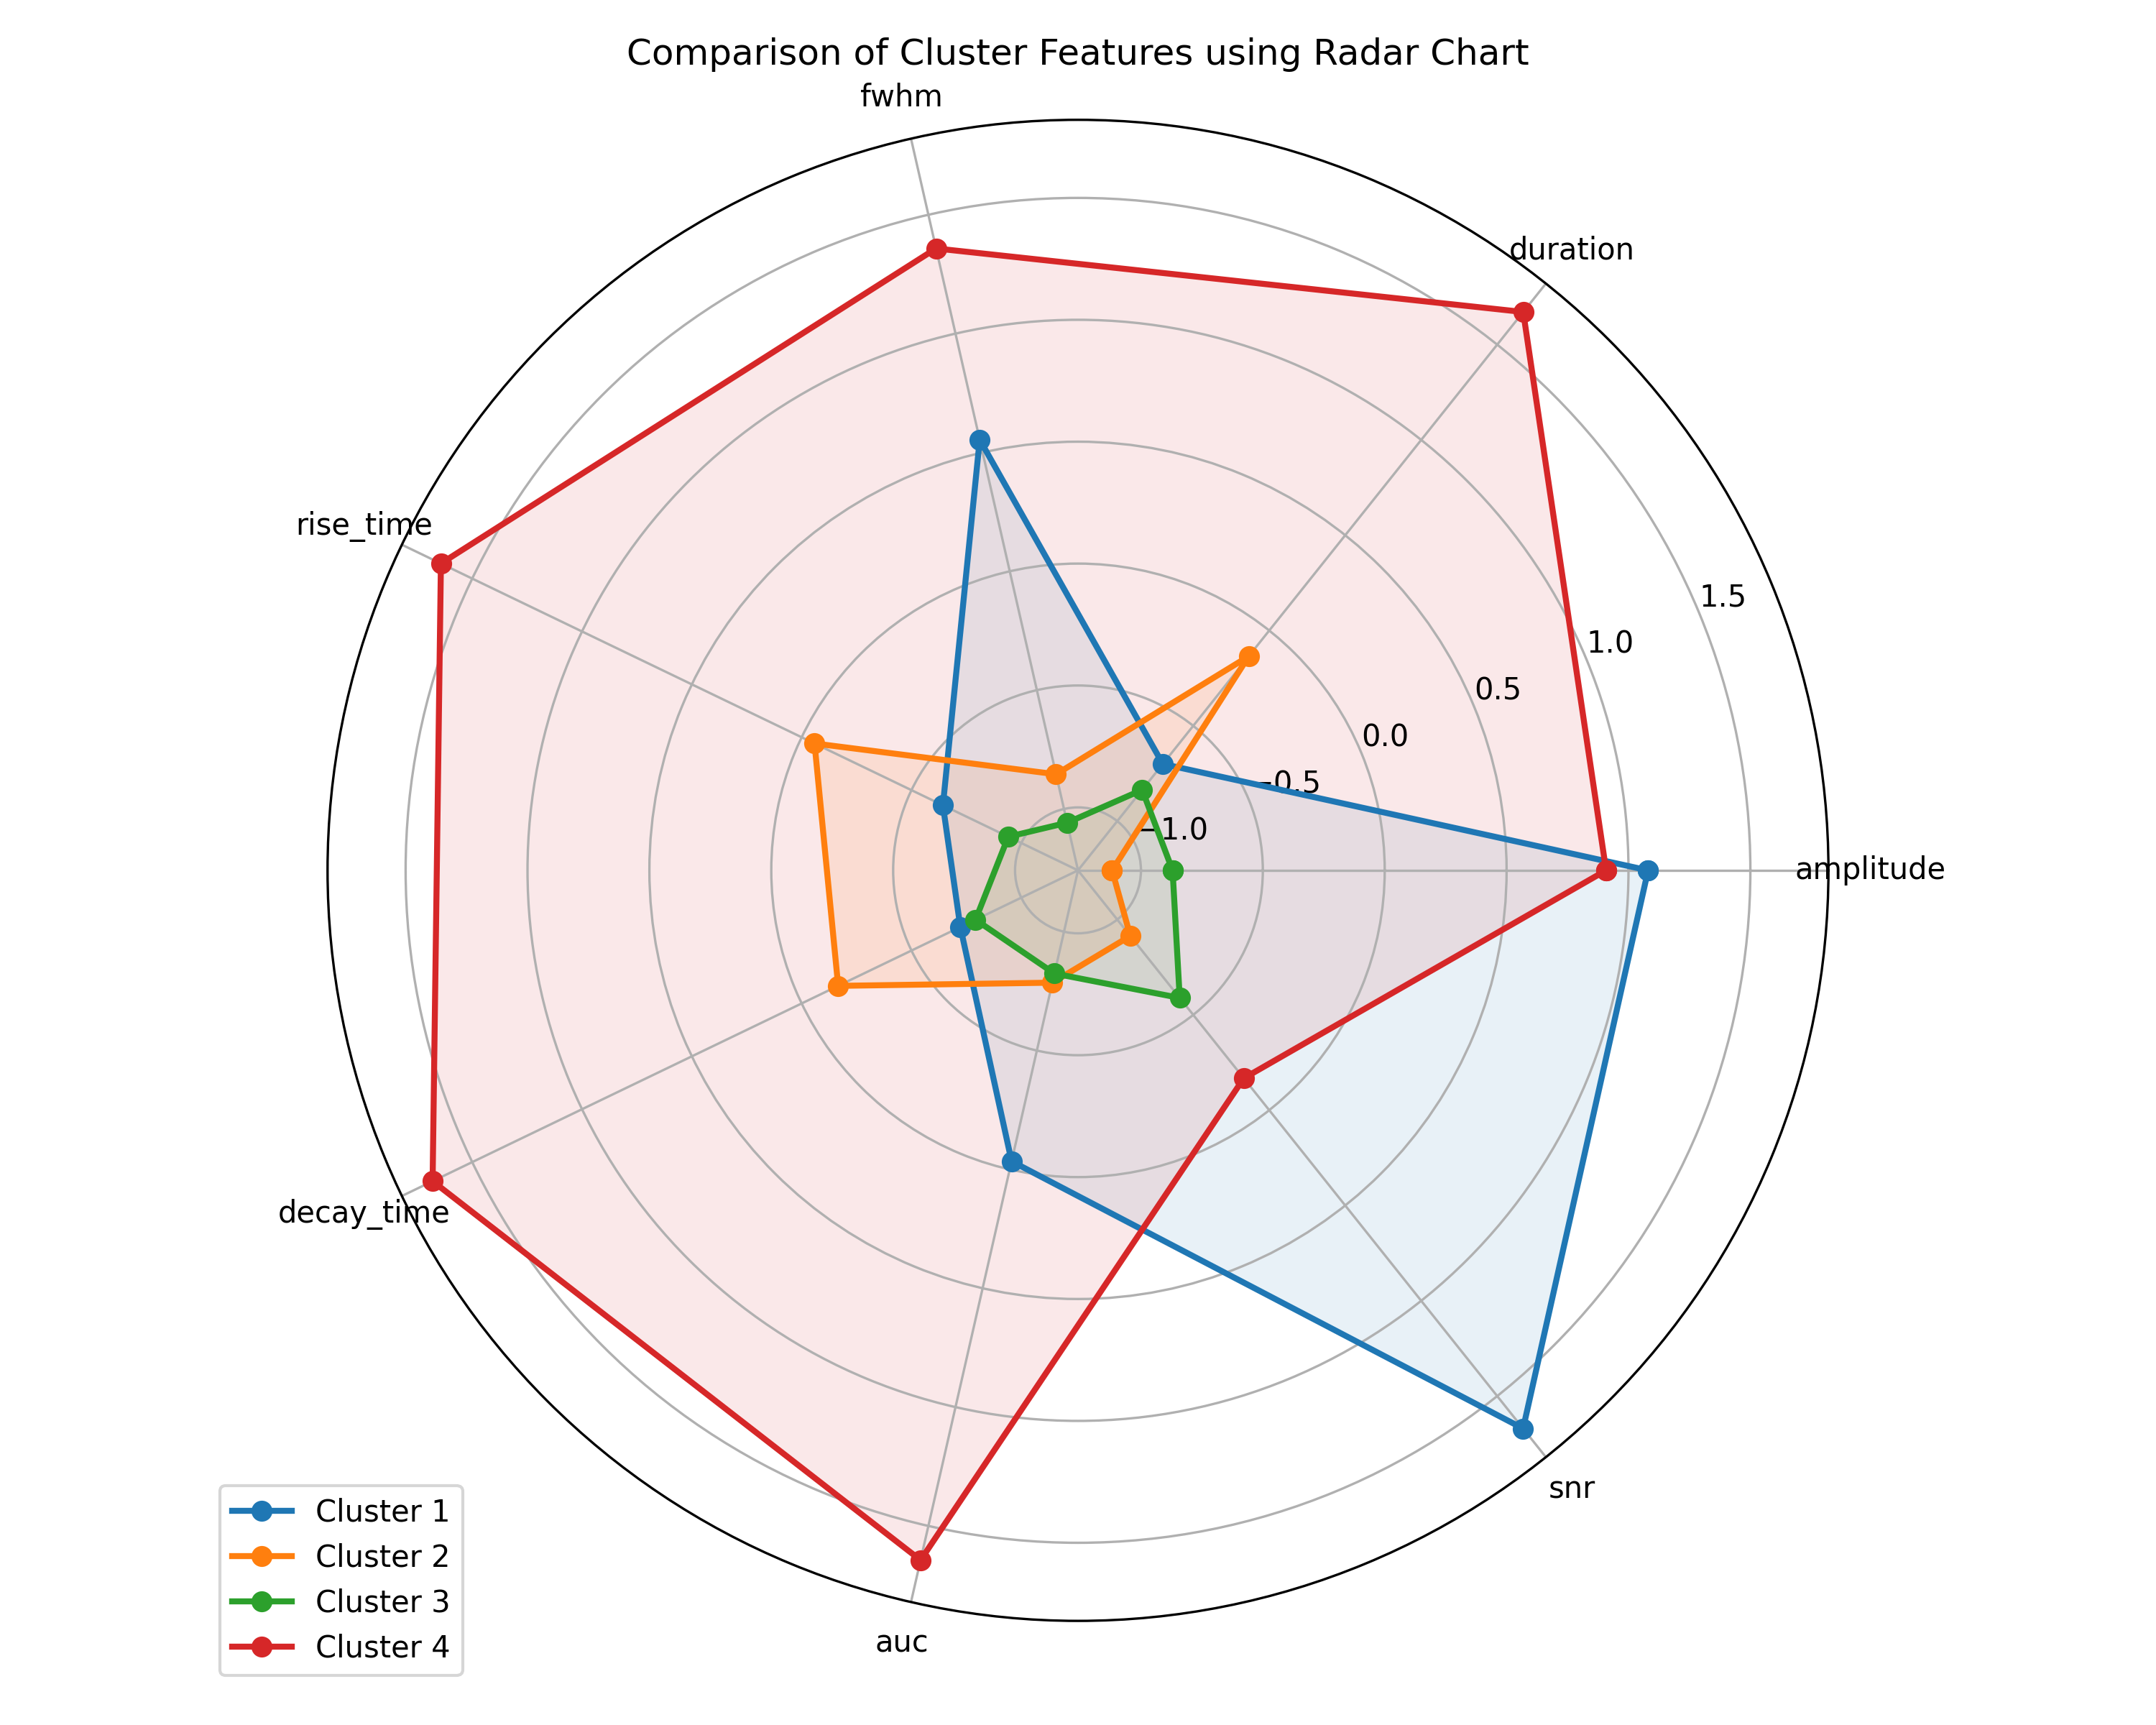 Comparison of Cluster Features using Radar Chart
fwhm
duration
rise_time
1.5
1.0
0.5
0.0
−0.5
−1.0
amplitude
decay_time
snr
auc
Cluster 1
Cluster 2
Cluster 3
Cluster 4